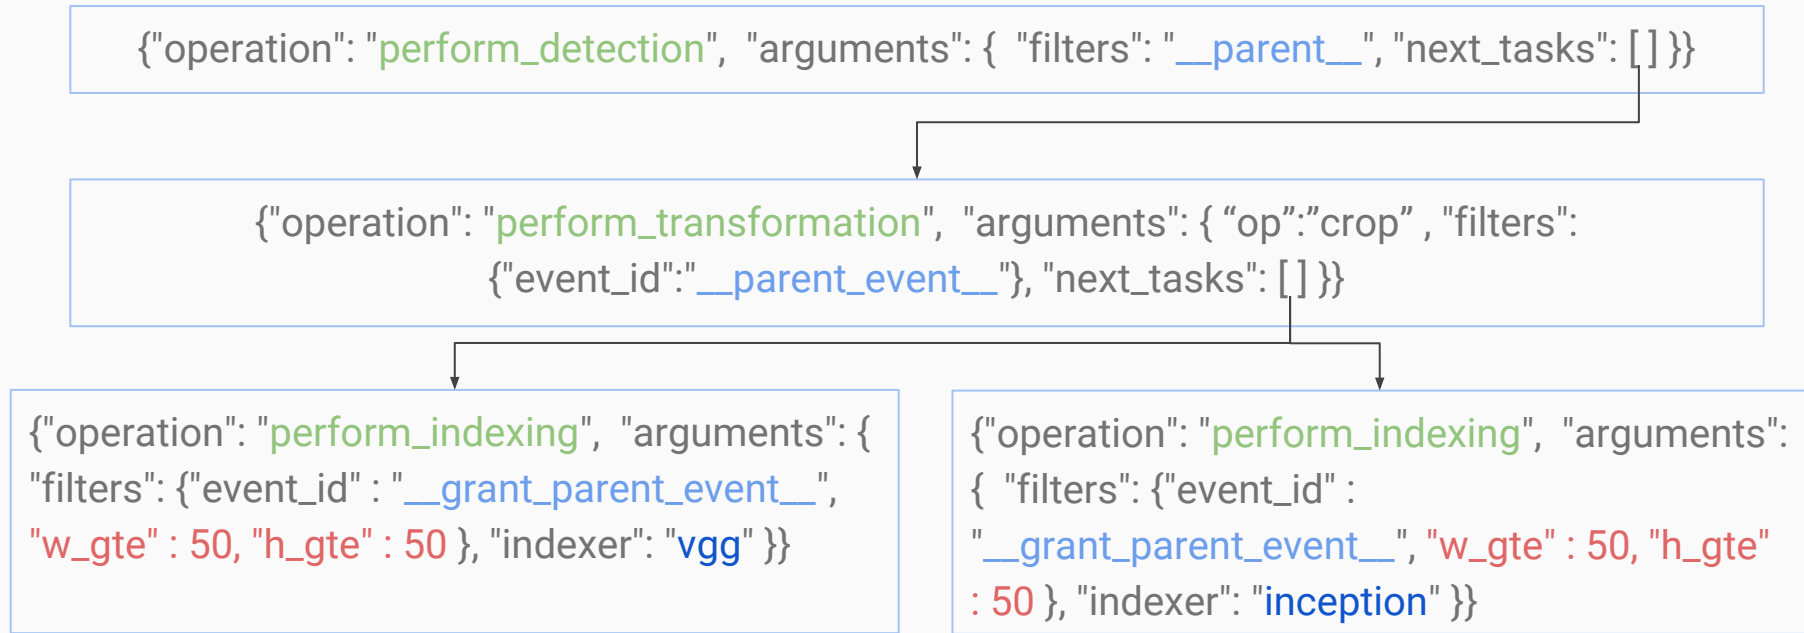 {"operation": "perform_detection",  "arguments": {  "filters": "__parent__", "next_tasks": [ ] }}
{"operation": "perform_transformation",  "arguments": { “op”:”crop” , "filters":
{"event_id":"__parent_event__"}, "next_tasks": [ ] }}
{"operation": "perform_indexing",  "arguments": {
"filters": {"event_id" : "__grant_parent_event__",
"w_gte" : 50, "h_gte" : 50 }, "indexer": "vgg" }}
{"operation": "perform_indexing",  "arguments":
{  "filters": {"event_id" :
"__grant_parent_event__", "w_gte" : 50, "h_gte"
: 50 }, "indexer": "inception" }}